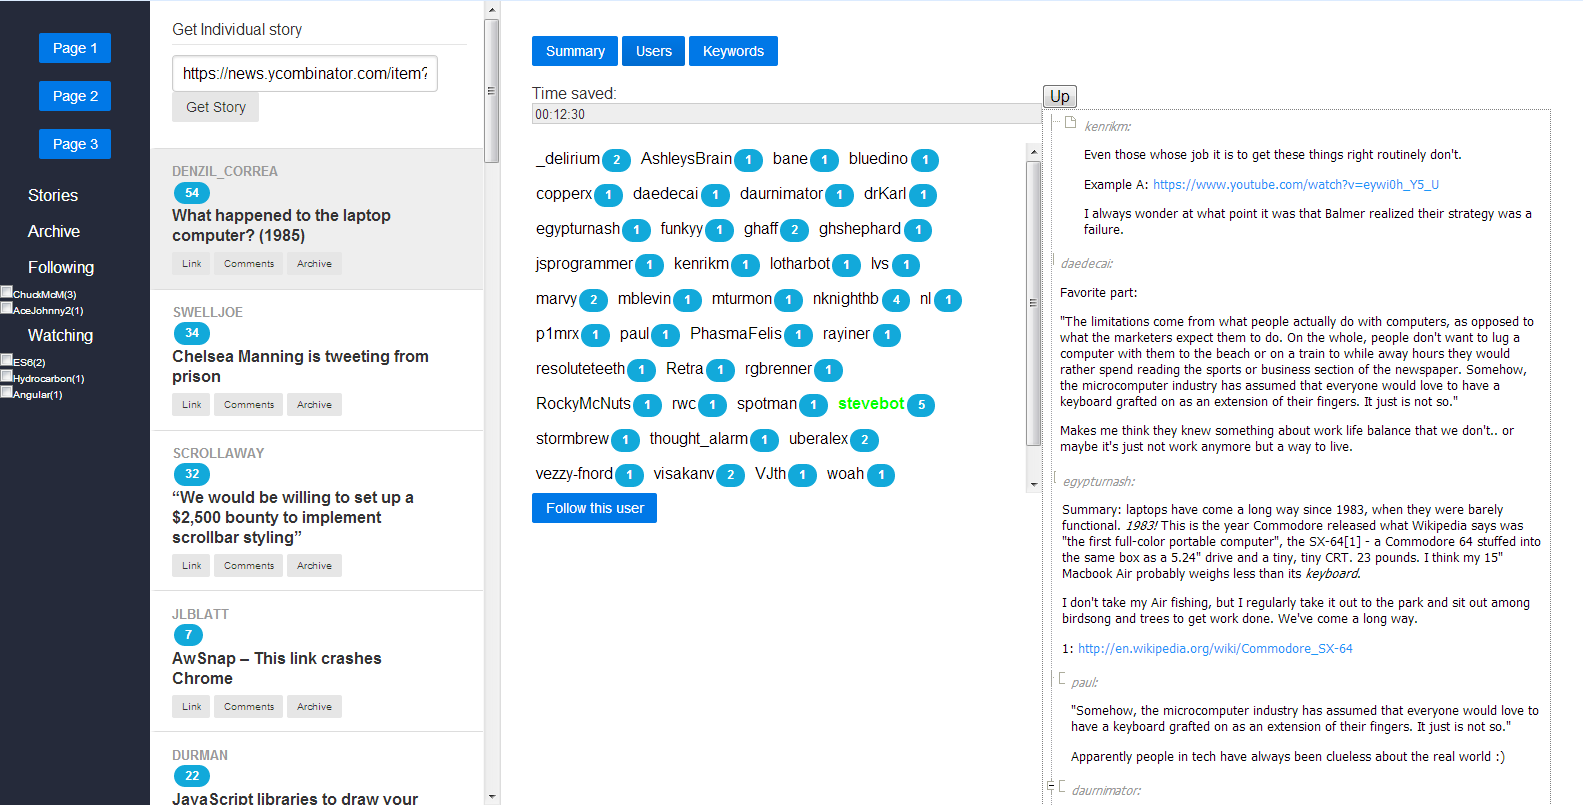 Page 1
Page 2
Page 3
Stories
Archive
Following
ChuckMcM(3)
AceJohnny2(1)
Watching
ES6(2)
Hydrocarbon(1)
Angular(1)
Get Individual story
https://news.ycombinator.com/item?
Get Story
DENZIL_CORREA
54
What happened to the laptop
computer? (1985)
Link Comments Archive
SWELLJOE
34
Chelsea Manning is tweeting from
prison
Link Comments Archive
SCROLLAWAY
32
“We would be willing to set up a
$2,500 bounty to implement
scrollbar styling”
Link Comments Archive
JLBLATT
7
AwSnap – This link crashes
Chrome
Link Comments Archive
DURMAN
22
JavaScript libraries to draw your
Summary Users Keywords
Time saved:
00:12:30
_delirium 2 AshleysBrain 1 bane 1 bluedino 1
copperx 1 daedecai 1 daurnimator 1 drKarl 1
egypturnash 1 funkyy 1 ghaff 2 ghshephard 1
jsprogrammer 1 kenrikm 1 lotharbot 1 lvs 1
marvy 2 mblevin 1 mturmon 1 nknighthb 4 nl 1
p1mrx 1 paul 1 PhasmaFelis 1 rayiner 1
resoluteteeth 1 Retra 1 rgbrenner 1
RockyMcNuts 1 rwc 1 spotman 1 stevebot 5
stormbrew 1 thought_alarm 1 uberalex 2
vezzy-fnord 1 visakanv 2 VJth 1 woah 1
Follow this user
Up
kenrikm:
Even those whose job it is to get these things right routinely don't.
Example A: https://www.youtube.com/watch?v=eywi0h_Y5_U
I always wonder at what point it was that Balmer realized their strategy was a
failure.
daedecai:
Favorite part:
"The limitations come from what people actually do with computers, as opposed to
what the marketers expect them to do. On the whole, people don't want to lug a
computer with them to the beach or on a train to while away hours they would
rather spend reading the sports or business section of the newspaper. Somehow,
the microcomputer industry has assumed that everyone would love to have a
keyboard grafted on as an extension of their fingers. It just is not so."
Makes me think they knew something about work life balance that we don't.. or
maybe it's just not work anymore but a way to live.
egypturnash:
Summary: laptops have come a long way since 1983, when they were barely
functional. 1983! This is the year Commodore released what Wikipedia says was
"the first full-color portable computer", the SX-64[1] - a Commodore 64 stuffed into
the same box as a 5.24" drive and a tiny, tiny CRT. 23 pounds. I think my 15"
Macbook Air probably weighs less than its keyboard.
I don't take my Air fishing, but I regularly take it out to the park and sit out among
birdsong and trees to get work done. We've come a long way.
1: http://en.wikipedia.org/wiki/Commodore_SX-64
paul:
"Somehow, the microcomputer industry has assumed that everyone would love to
have a keyboard grafted on as an extension of their fingers. It just is not so."
Apparently people in tech have always been clueless about the real world :)
daurnimator: